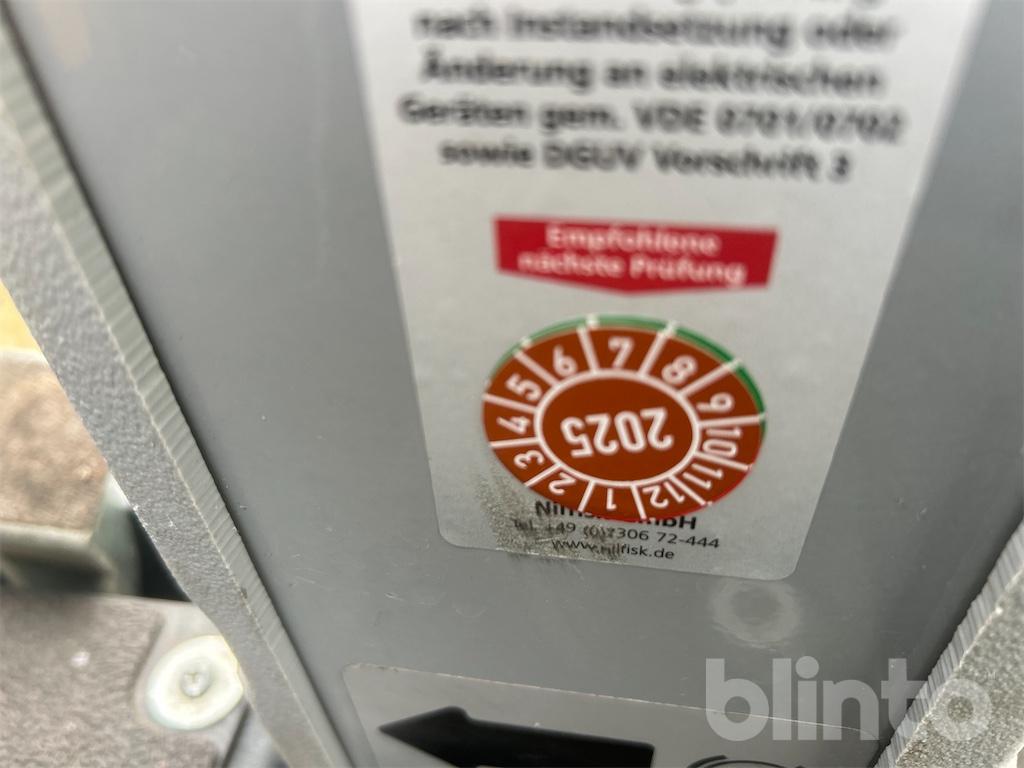 nach Instandsetzung oder
Änderung an elektrischen
Geräten gem. VDE 0701/0702
sowie DGUV Vorschrift 3
Empfohlene
nächste Prüfung
1 2 3 4 5 6 7 8 9 10 11 12
2025
Tel. +49 (0)7306 72-444
www.nilfisk.de
blinto